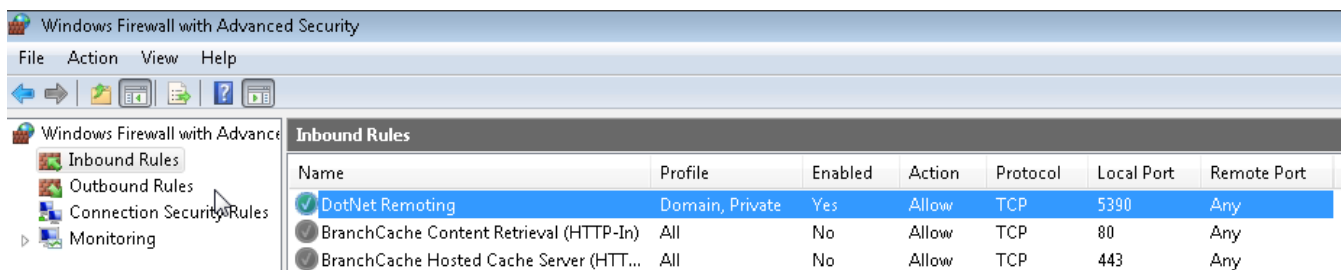 Windows Firewall with Advanced Security
File Action View Help
Windows Firewall with Advance
Inbound Rules
Outbound Rules
Connection Security Rules
Monitoring
Inbound Rules
Name Profile Enabled Action Protocol Local Port Remote Port
DotNet Remoting Domain, Private Yes Allow TCP 5390 Any
BranchCache Content Retrieval (HTTP-In) All No Allow TCP 80 Any
BranchCache Hosted Cache Server (HTT... All No Allow TCP 443 Any